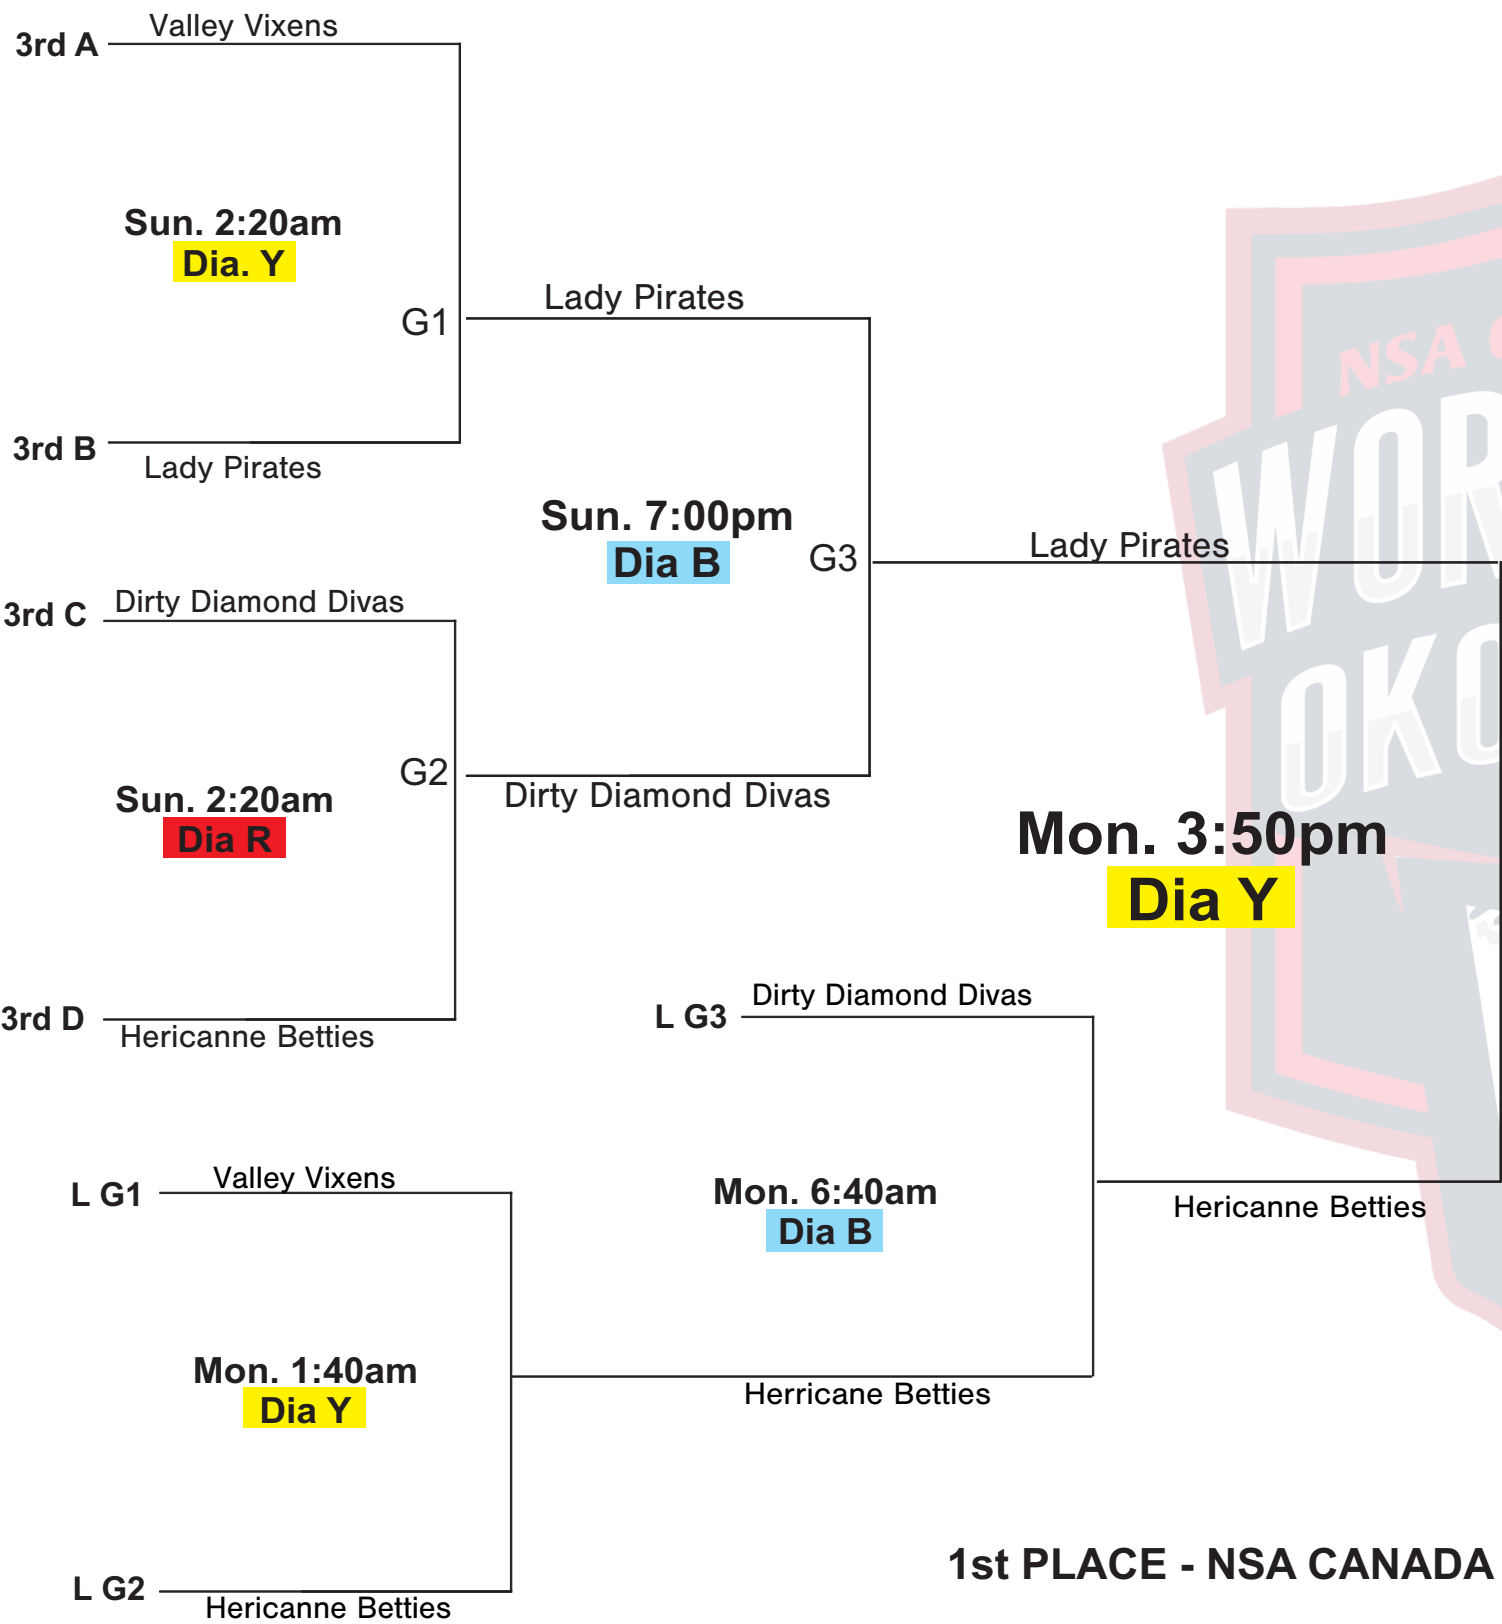 Valley Vixens
3rd A
Sun. 2:20am
Dia. Y
G1
Lady Pirates
3rd B
Lady Pirates
Sun. 7:00pm
Dia B
G3
Lady Pirates
3rd C
Dirty Diamond Divas
G2
Dirty Diamond Divas
Sun. 2:20am
Dia R
Mon. 3:50pm
Dia Y
3rd D
Hericanne Betties
L G3
Dirty Diamond Divas
L G1
Valley Vixens
Mon. 6:40am
Dia B
Hericanne Betties
Mon. 1:40am
Dia Y
Herricane Betties
L G2
Hericanne Betties
1st PLACE - NSA CANADA
NSA